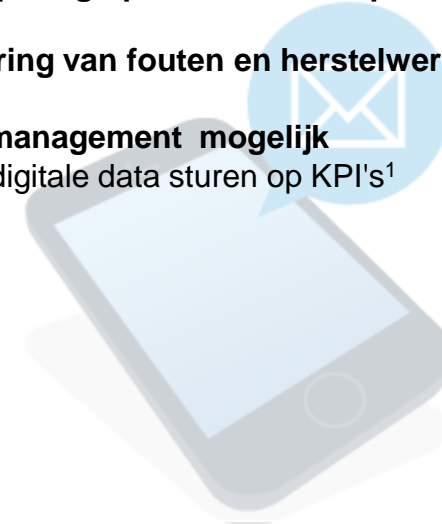 ring van fouten en herstelwer
management mogelijk
digitale data sturen op KPI's¹